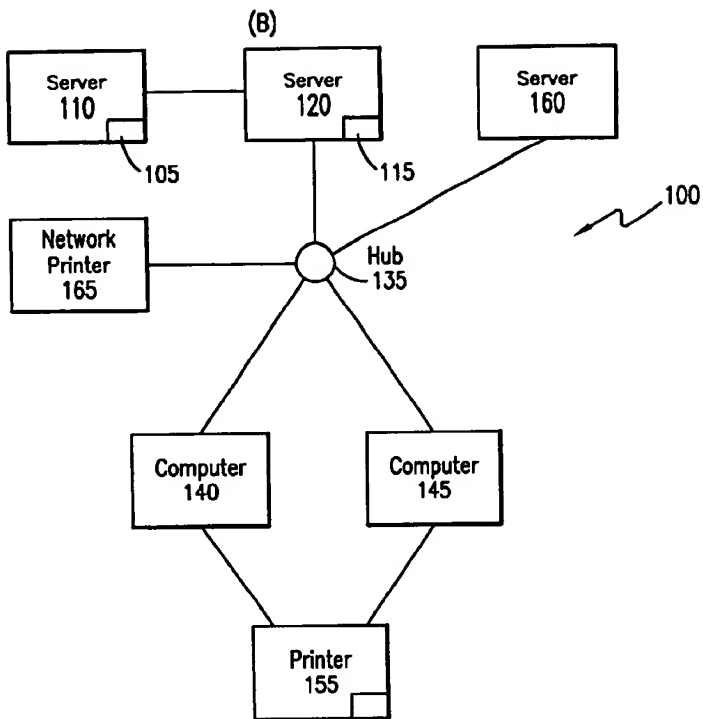 (B)
Server
110
Server
120
Server
160
105
115
100
Network
Printer
165
Hub
135
Computer
140
Computer
145
Printer
155